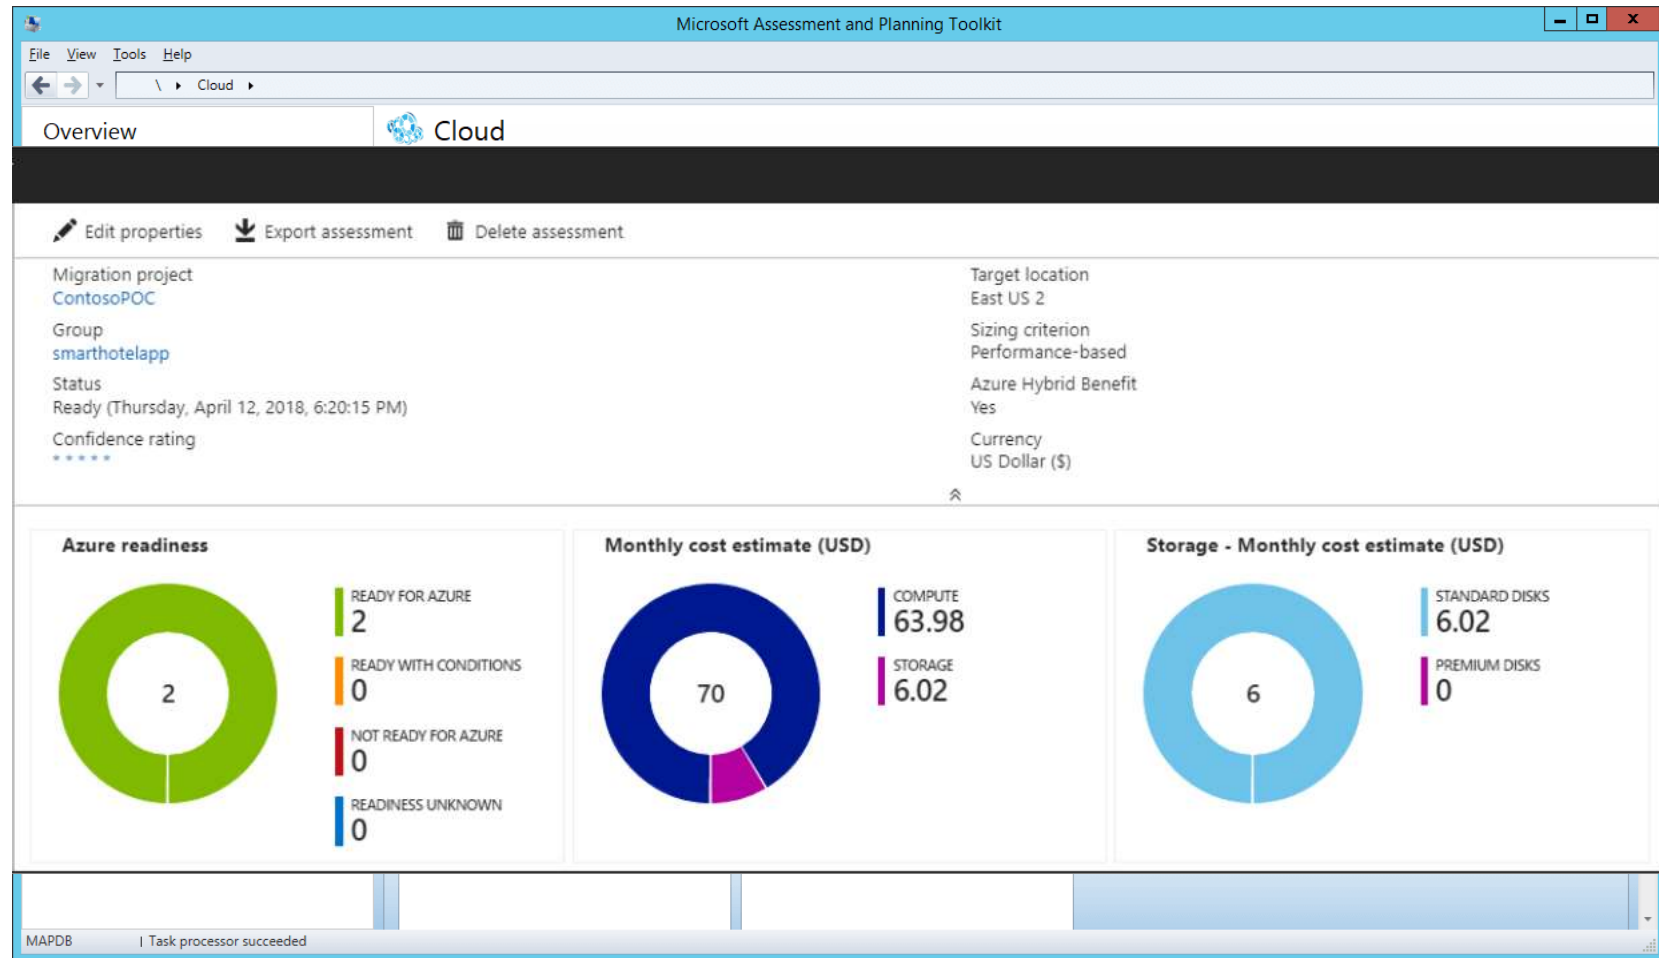 Microsoft Assessment and Planning Toolkit
File View Tools Help
\ Cloud
Overview
Cloud
Edit properties Export assessment Delete assessment
Migration project
ContosoPOC
Group
smarthotelapp
Status
Ready (Thursday, April 12, 2018, 6:20:15 PM)
Confidence rating
* * * * *
Target location
East US 2
Sizing criterion
Performance-based
Azure Hybrid Benefit
Yes
Currency
US Dollar ($)
Azure readiness
2
READY FOR AZURE
2
READY WITH CONDITIONS
0
NOT READY FOR AZURE
0
READINESS UNKNOWN
0
Monthly cost estimate (USD)
70
COMPUTE
63.98
STORAGE
6.02
Storage - Monthly cost estimate (USD)
6
STANDARD DISKS
6.02
PREMIUM DISKS
0
MAPDB | Task processor succeeded